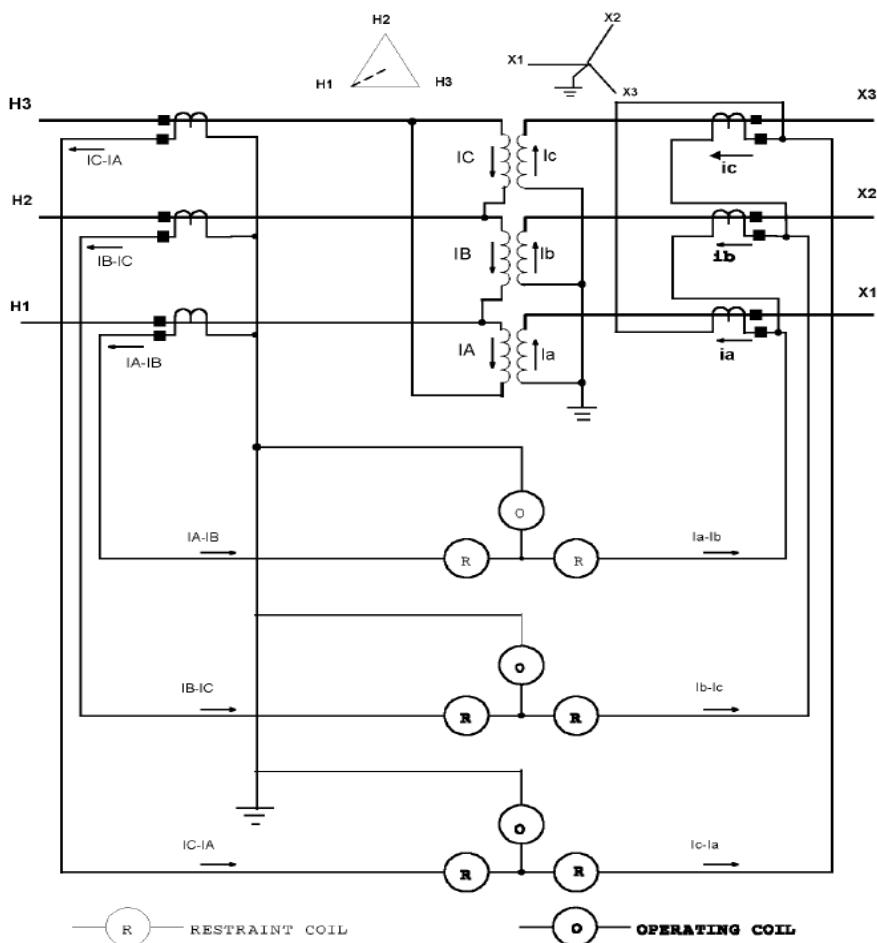 H2
X2
X1
H1
H3
X3
H3
X3
IC
Ic
ic
IC-IA
H2
X2
IB
Ib
ib
IB-IC
H1
X1
IA
Ia
ia
IA-IB
O
IA-IB
Ia-Ib
R
R
O
IB-IC
Ib-Ic
R
R
O
IC-IA
Ic-Ia
R
R
R RESTRAINT COIL
O OPERATING COIL